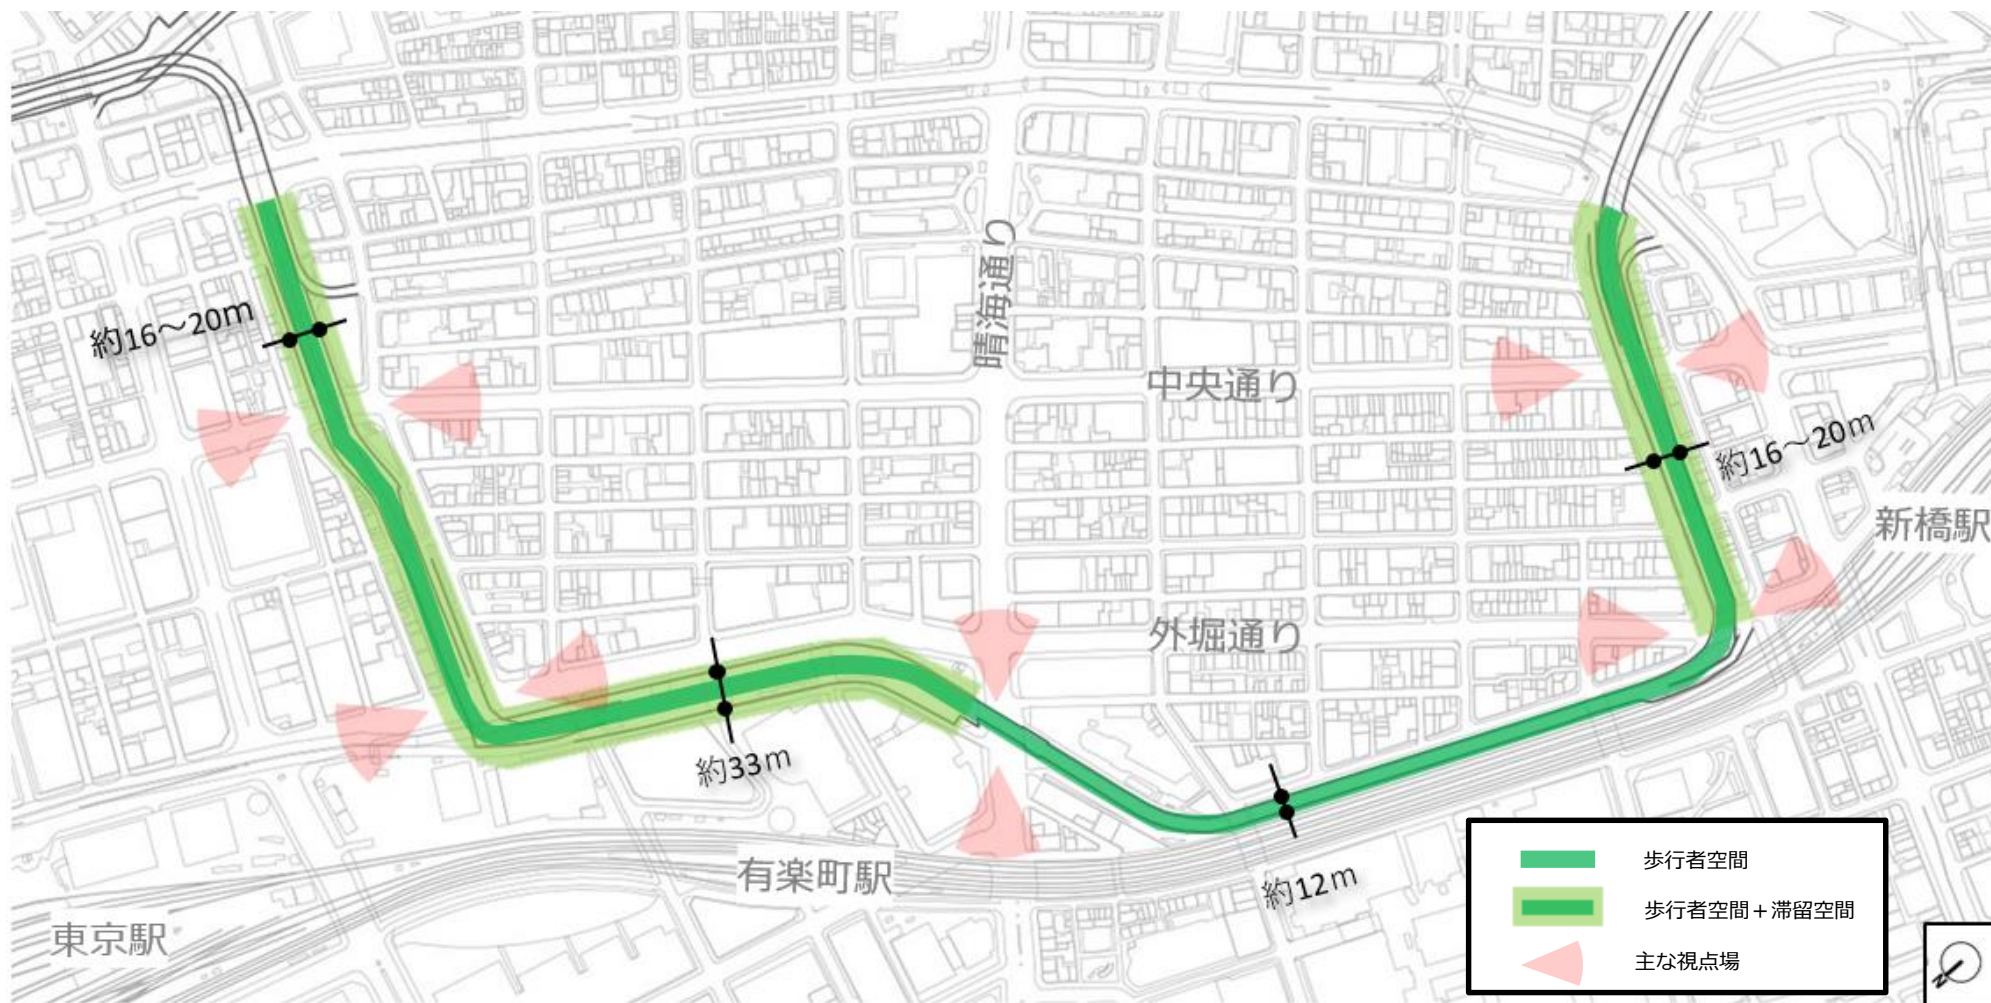 約16～20m
晴海通り
中央通り
約16～20m
新橋駅
外堀通り
約33m
有楽町駅
約12m
東京駅
歩行者空間
歩行者空間＋滞留空間
主な視点場
N